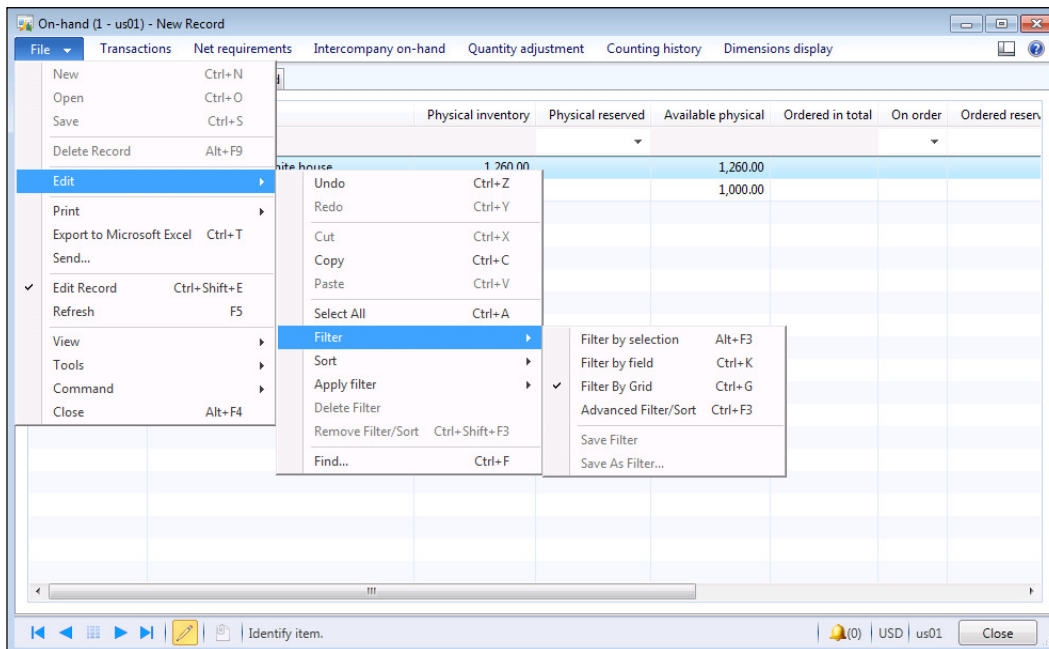 On-hand (1 - us01) - New Record
File Transactions Net requirements Intercompany on-hand Quantity adjustment Counting history Dimensions display
New Ctrl+N
Open Ctrl+O
Save Ctrl+S
Delete Record Alt+F9
Edit
Print
Export to Microsoft Excel Ctrl+T
Send...
Edit Record Ctrl+Shift+E
Refresh F5
View
Tools
Command
Close Alt+F4
Physical inventory Physical reserved Available physical Ordered in total On order Ordered reserv
house 1,260.00 1,260.00
1,000.00
Undo Ctrl+Z
Redo Ctrl+Y
Cut Ctrl+X
Copy Ctrl+C
Paste Ctrl+V
Select All Ctrl+A
Filter
Sort
Apply filter
Delete Filter
Remove Filter/Sort Ctrl+Shift+F3
Find... Ctrl+F
Filter by selection Alt+F3
Filter by field Ctrl+K
Filter By Grid Ctrl+G
Advanced Filter/Sort Ctrl+F3
Save Filter
Save As Filter...
Identify item. (0) USD us01 Close